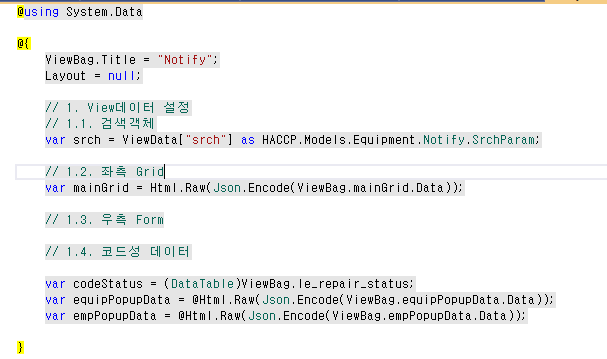 @using System.Data
@{
ViewBag.Title = "Notify";
Layout = null;
// 1. View데이터 설정
// 1.1. 검색객체
var srch = ViewData["srch"] as HACCP.Models.Equipment.Notify.SrchParam;
// 1.2. 좌측 Grid
var mainGrid = Html.Raw(Json.Encode(ViewBag.mainGrid.Data));
// 1.3. 우측 Form
// 1.4. 코드성 데이터
var codeStatus = (DataTable)ViewBag.le_repair_status;
var equipPopupData = @Html.Raw(Json.Encode(ViewBag.equipPopupData.Data));
var empPopupData = @Html.Raw(Json.Encode(ViewBag.empPopupData.Data));
}